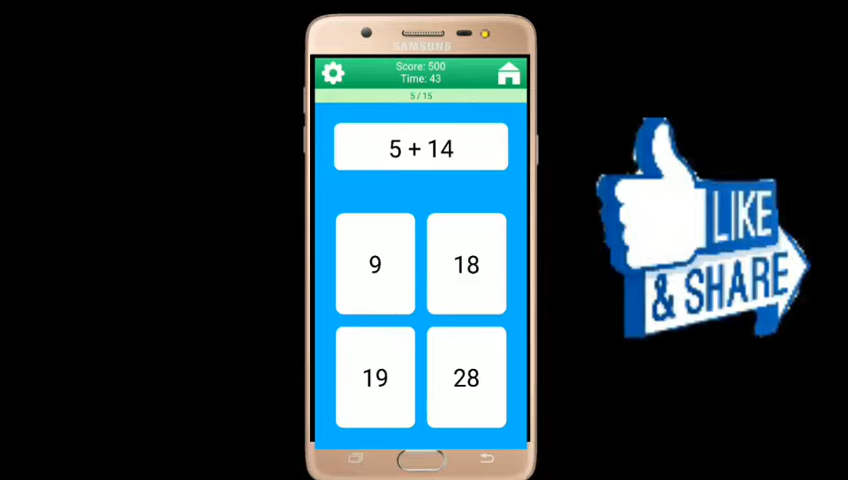 SAMSUNG
Score: 500
Time: 43
5 / 15
5 + 14
9
18
19
28
LIKE
& SHARE